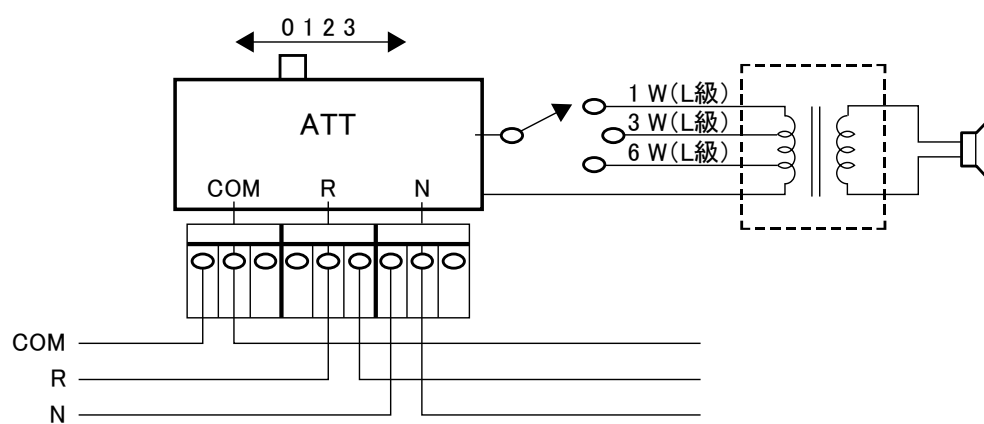 0 1 2 3
ATT
1 W(L級)
3 W(L級)
6 W(L級)
COM R N
COM
R
N